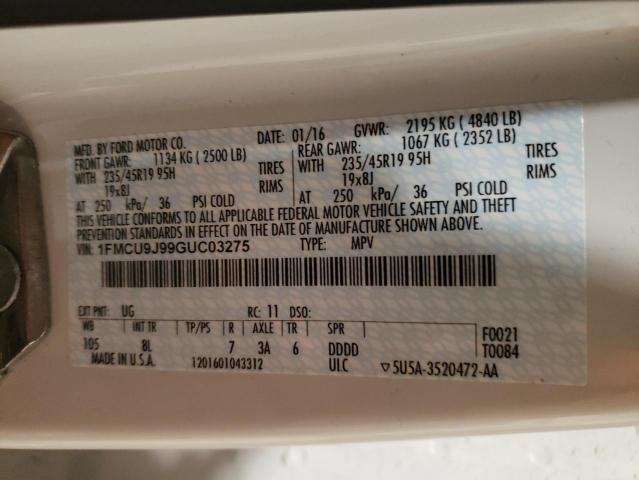 MFD. BY FORD MOTOR CO. DATE: 01/16 GVWR: 2195 KG ( 4840 LB)
FRONT GAWR: 1134 KG ( 2500 LB) REAR GAWR: 1067 KG ( 2352 LB)
WITH 235/45R19 95H TIRES WITH 235/45R19 95H TIRES
19x8J RIMS 19x8J RIMS
AT 250 kPa/ 36 PSI COLD AT 250 kPa/ 36 PSI COLD
THIS VEHICLE CONFORMS TO ALL APPLICABLE FEDERAL MOTOR VEHICLE SAFETY AND THEFT
PREVENTION STANDARDS IN EFFECT ON THE DATE OF MANUFACTURE SHOWN ABOVE.
VIN: 1FMCU9J99GUC03275 TYPE: MPV
EXT PNT: UG RC: 11 DSO:
WB INT TR TP/PS R AXLE TR SPR F0021
105 8L 7 3A 6 DDDD T0084
MADE IN U.S.A. 1201601043312 ULC ▽5U5A-3520472-AA